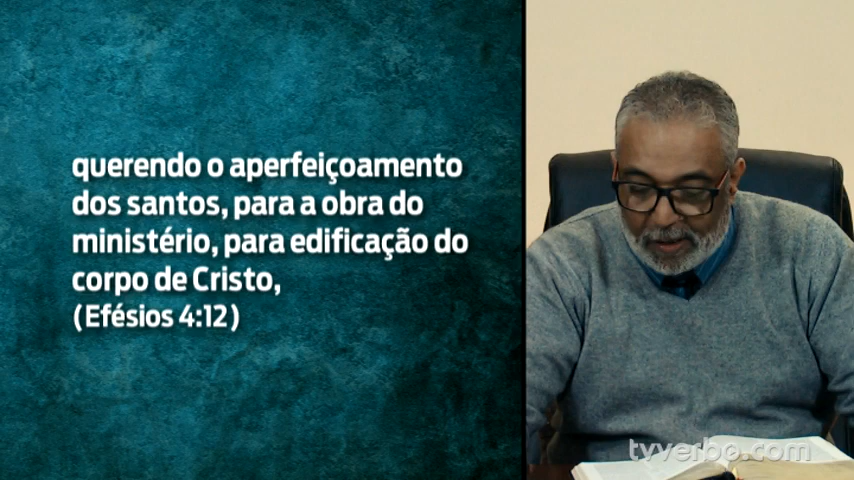 querendo o aperfeiçoamento
dos santos, para a obra do
ministério, para edificação do
corpo de Cristo,
(Efésios 4:12)
tvverbo.com